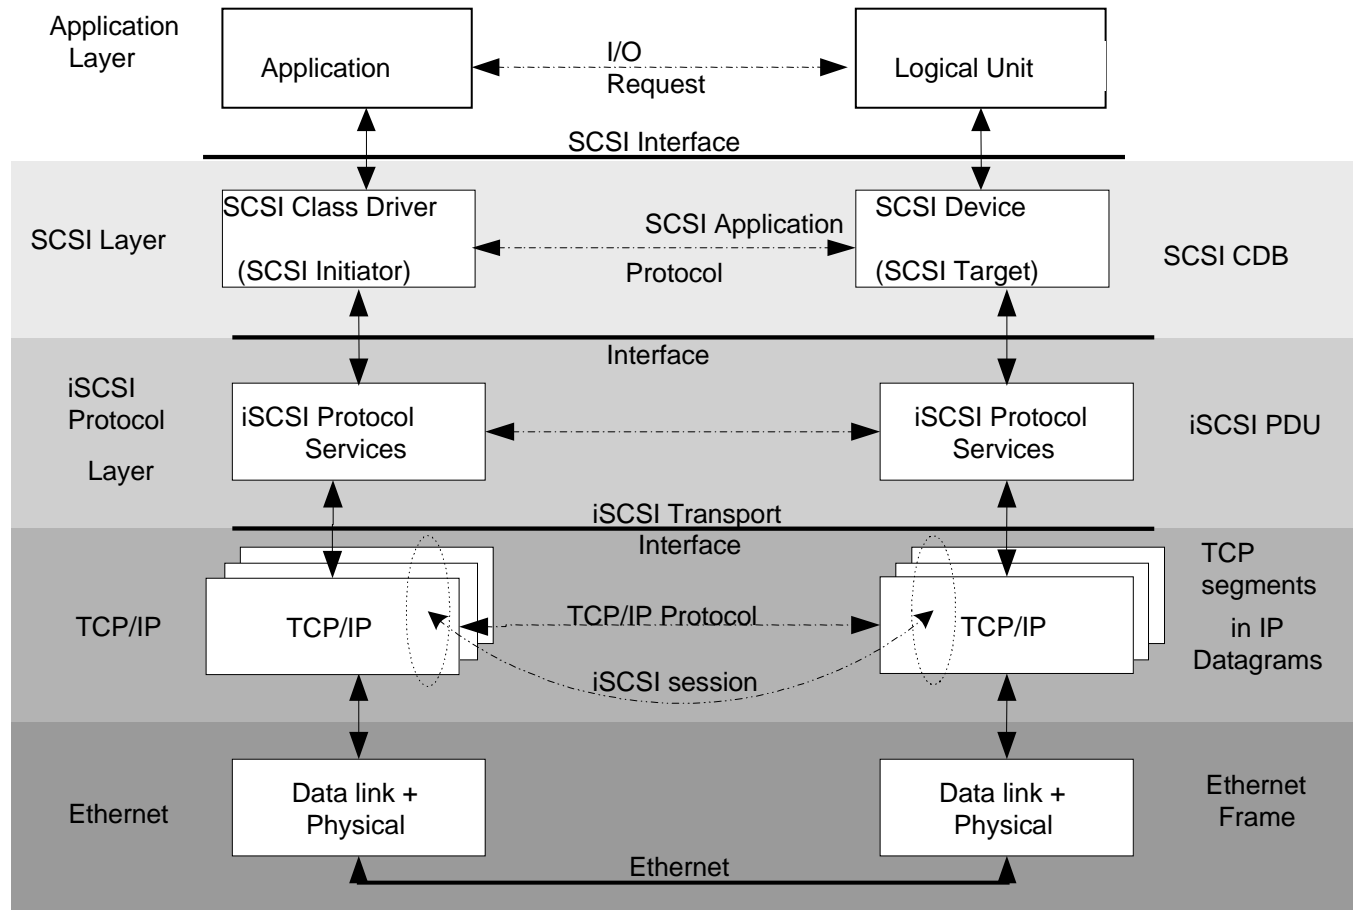 Application
Layer
Application
I/O
Request
Logical Unit
SCSI Interface
SCSI Layer
SCSI Class Driver
(SCSI Initiator)
SCSI Application
Protocol
SCSI Device
(SCSI Target)
SCSI CDB
Interface
iSCSI
Protocol
Layer
iSCSI Protocol
Services
iSCSI Protocol
Services
iSCSI PDU
iSCSI Transport
Interface
TCP/IP
TCP/IP
TCP/IP Protocol
iSCSI session
TCP/IP
TCP
segments
in IP
Datagrams
Ethernet
Data link +
Physical
Ethernet
Data link +
Physical
Ethernet
Frame